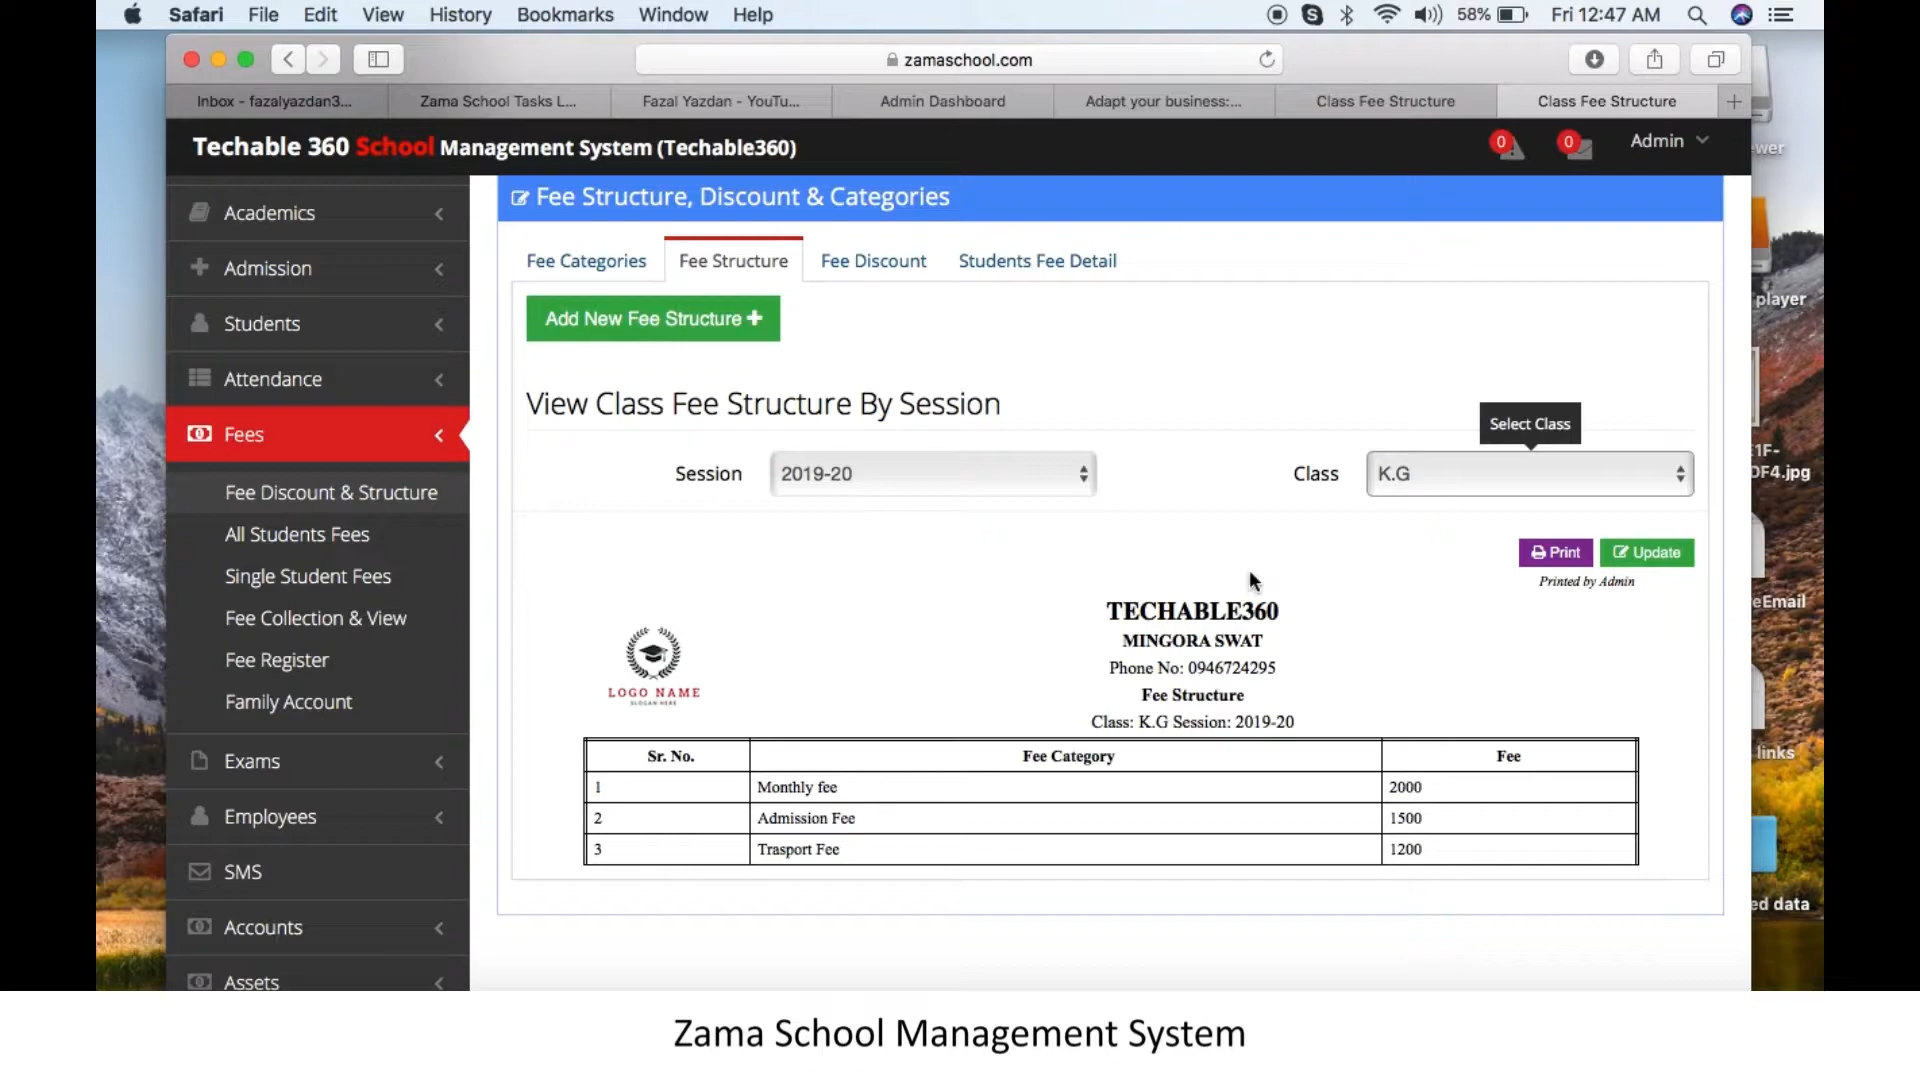 Safari File Edit View History Bookmarks Window Help 58% Fri 12:47 AM
zamaschool.com
Inbox - fazalyazdan3... Zama School Tasks L... Fazal Yazdan - YouTu... Admin Dashboard Adapt your business:... Class Fee Structure Class Fee Structure
Techable 360 School Management System (Techable360) 0 0 Admin
Academics
Admission
Students
Attendance
Fees
Fee Discount & Structure
All Students Fees
Single Student Fees
Fee Collection & View
Fee Register
Family Account
Exams
Employees
SMS
Accounts
Assets
Fee Structure, Discount & Categories
Fee Categories Fee Structure Fee Discount Students Fee Detail
Add New Fee Structure
View Class Fee Structure By Session
Select Class
Session 2019-20 Class K.G
Print Update
Printed by Admin
LOGO NAME
SLOGAN HERE
TECHABLE360
MINGORA SWAT
Phone No: 0946724295
Fee Structure
Class: K.G Session: 2019-20
Sr. No. Fee Category Fee
1 Monthly fee 2000
2 Admission Fee 1500
3 Trasport Fee 1200
wer
player
1F-
DF4.jpg
eEmail
links
ed data
Zama School Management System